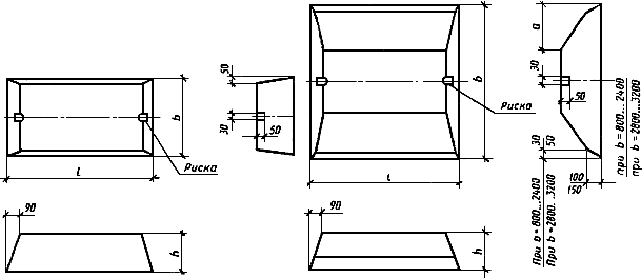 50
30
50
b
Риска
l
90
h
b
Риска
l
90
h
a
30
50
30
50
100
150
при b = 800...2400
при b = 2800...3200
При b = 800...2400
При b = 2800...3200